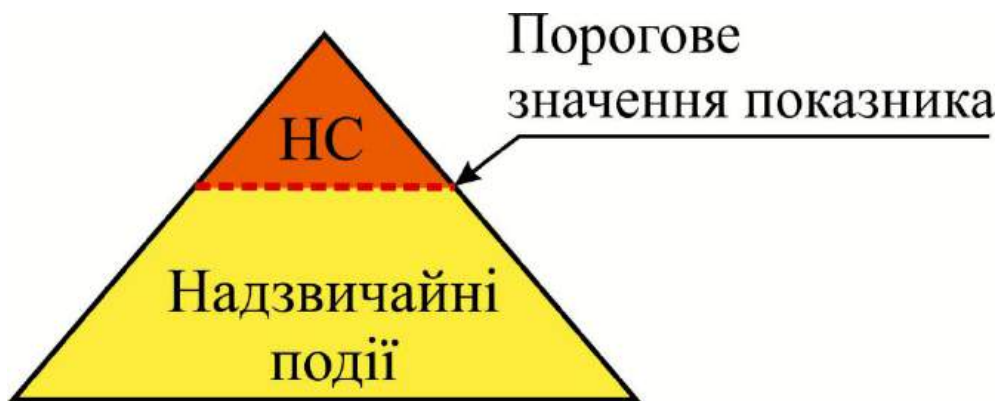 Порогове
значення показника
НС
Надзвичайні
події